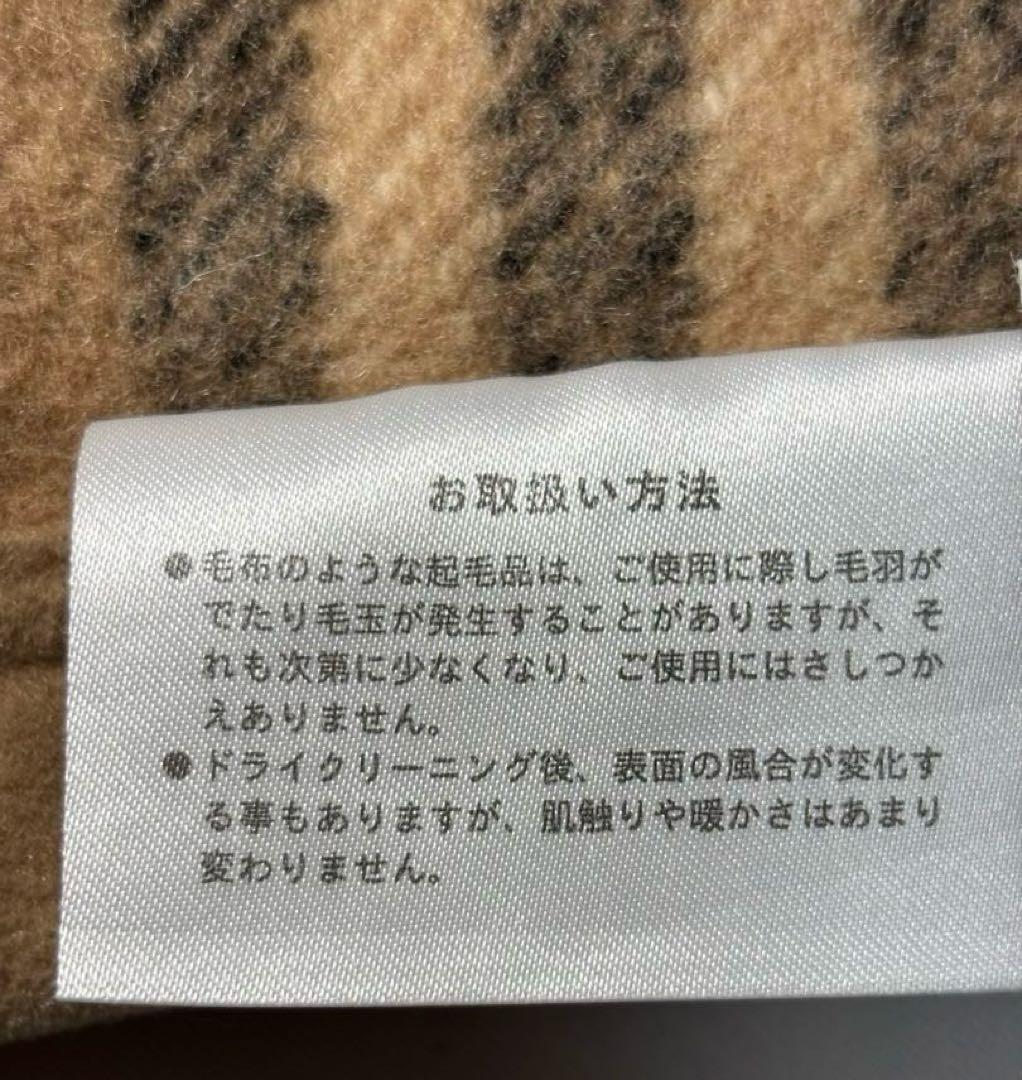 お取扱い方法
●毛布のような起毛品は、ご使用に際し毛羽が
でたり毛玉が発生することがありますが、そ
れも次第に少なくなり、ご使用にはさしつか
えありません。
●ドライクリーニング後、表面の風合が変化す
る事もありますが、肌触りや暖かさはあまり
変わりません。